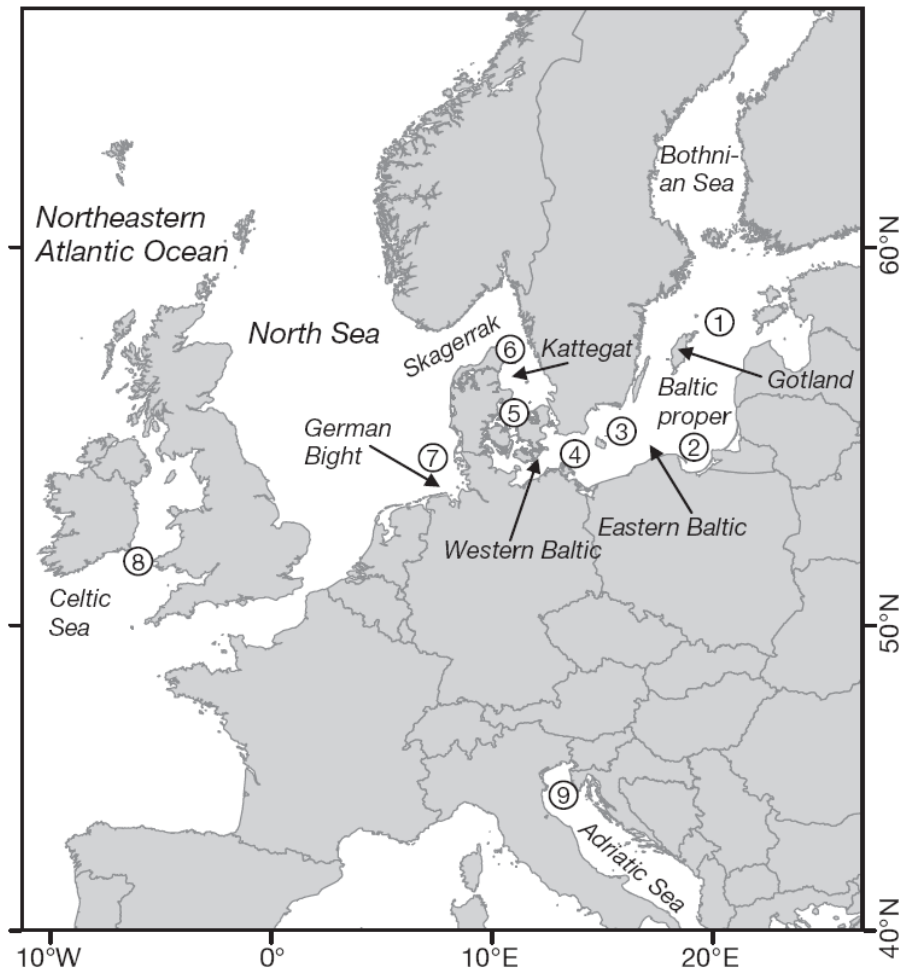 Bothni-
an Sea
Northeastern
Atlantic Ocean
60°N
1
North Sea
Skagerrak
6
Kattegat
Gotland
Baltic
proper
5
3
German
Bight
7
4
2
Western Baltic
Eastern Baltic
8
Celtic
Sea
50°N
9
Adriatic Sea
40°N
10°W
0°
10°E
20°E